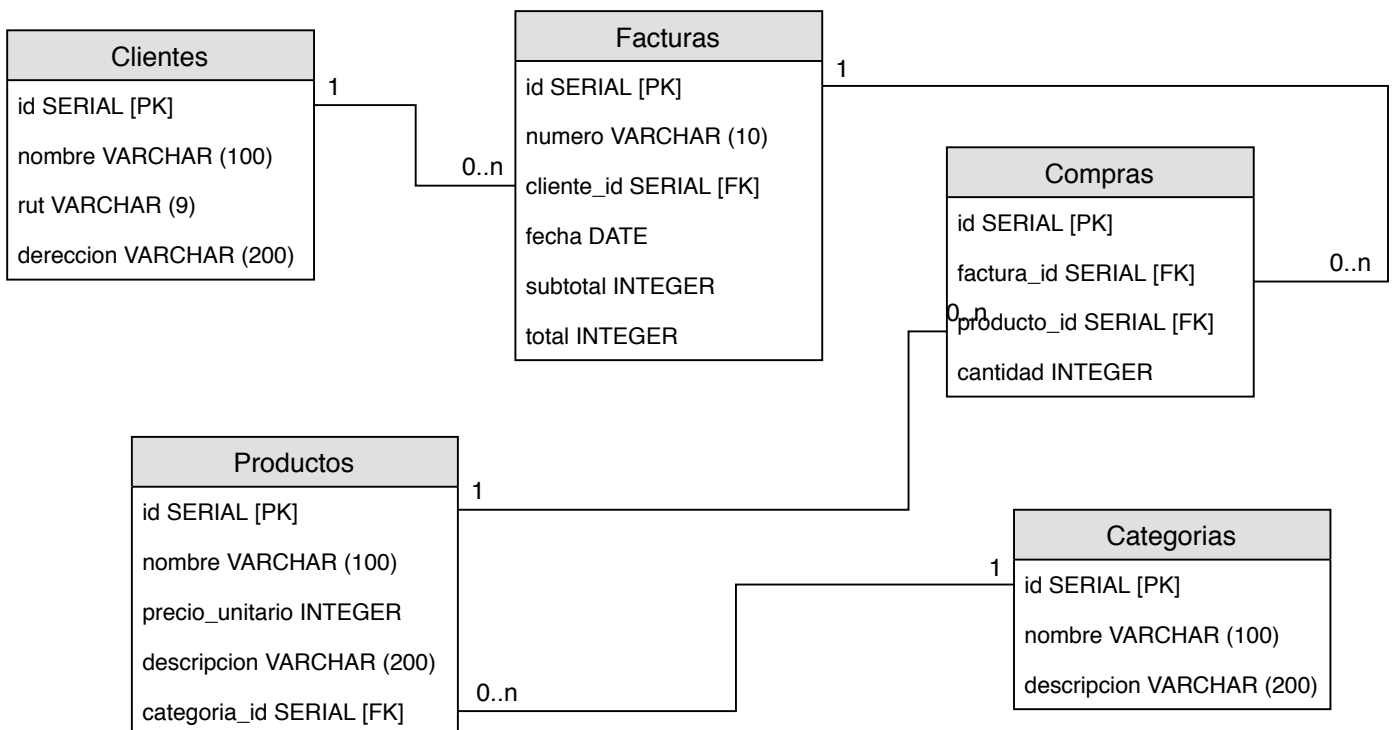 Clientes
id SERIAL [PK]
nombre VARCHAR (100)
rut VARCHAR (9)
dereccion VARCHAR (200)
1
0..n
Facturas
id SERIAL [PK]
numero VARCHAR (10)
cliente_id SERIAL [FK]
fecha DATE
subtotal INTEGER
total INTEGER
1
0..n
Compras
id SERIAL [PK]
factura_id SERIAL [FK]
producto_id SERIAL [FK]
cantidad INTEGER
0..n
Productos
id SERIAL [PK]
nombre VARCHAR (100)
precio_unitario INTEGER
descripcion VARCHAR (200)
categoria_id SERIAL [FK]
1
0..n
1
Categorias
id SERIAL [PK]
nombre VARCHAR (100)
descripcion VARCHAR (200)